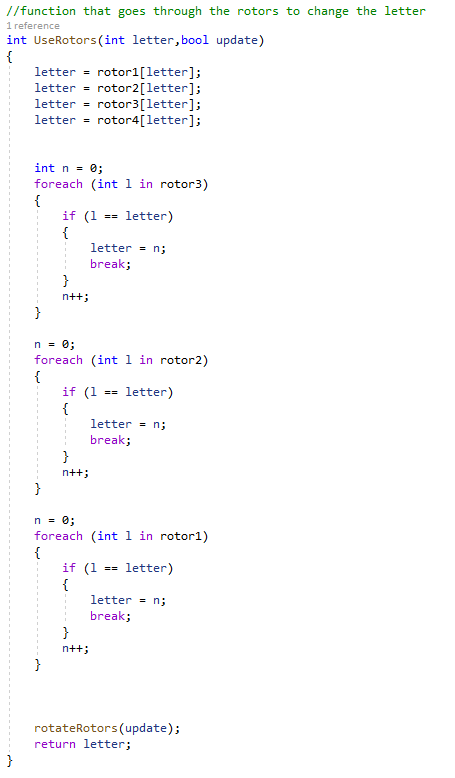 //function that goes through the rotors to change the letter
1 reference
int UseRotors(int letter,bool update)
{
letter = rotor1[letter];
letter = rotor2[letter];
letter = rotor3[letter];
letter = rotor4[letter];
int n = 0;
foreach (int l in rotor3)
{
if (l == letter)
{
letter = n;
break;
}
n++;
}
n = 0;
foreach (int l in rotor2)
{
if (l == letter)
{
letter = n;
break;
}
n++;
}
n = 0;
foreach (int l in rotor1)
{
if (l == letter)
{
letter = n;
break;
}
n++;
}
rotateRotors(update);
return letter;
}